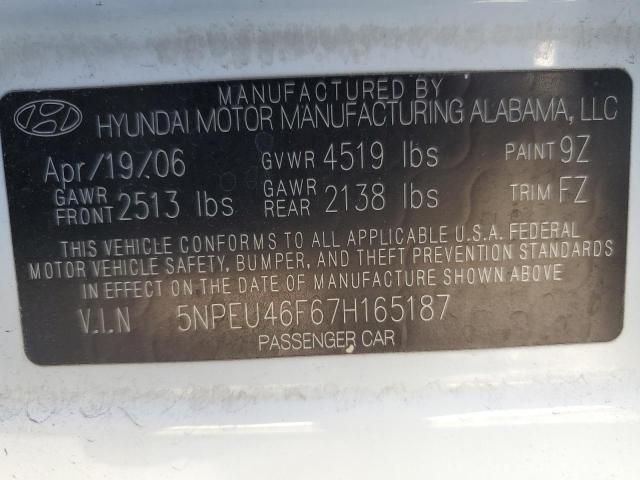 MANUFACTURED BY
HYUNDAI MOTOR MANUFACTURING ALABAMA, LLC
Apr/19/06 GVWR 4519 lbs PAINT 9Z
GAWR FRONT 2513 lbs GAWR REAR 2138 lbs TRIM FZ
THIS VEHICLE CONFORMS TO ALL APPLICABLE U.S.A. FEDERAL
MOTOR VEHICLE SAFETY, BUMPER, AND THEFT PREVENTION STANDARDS
IN EFFECT ON THE DATE OF MANUFACTURE SHOWN ABOVE
V.I.N 5NPEU46F67H165187
PASSENGER CAR